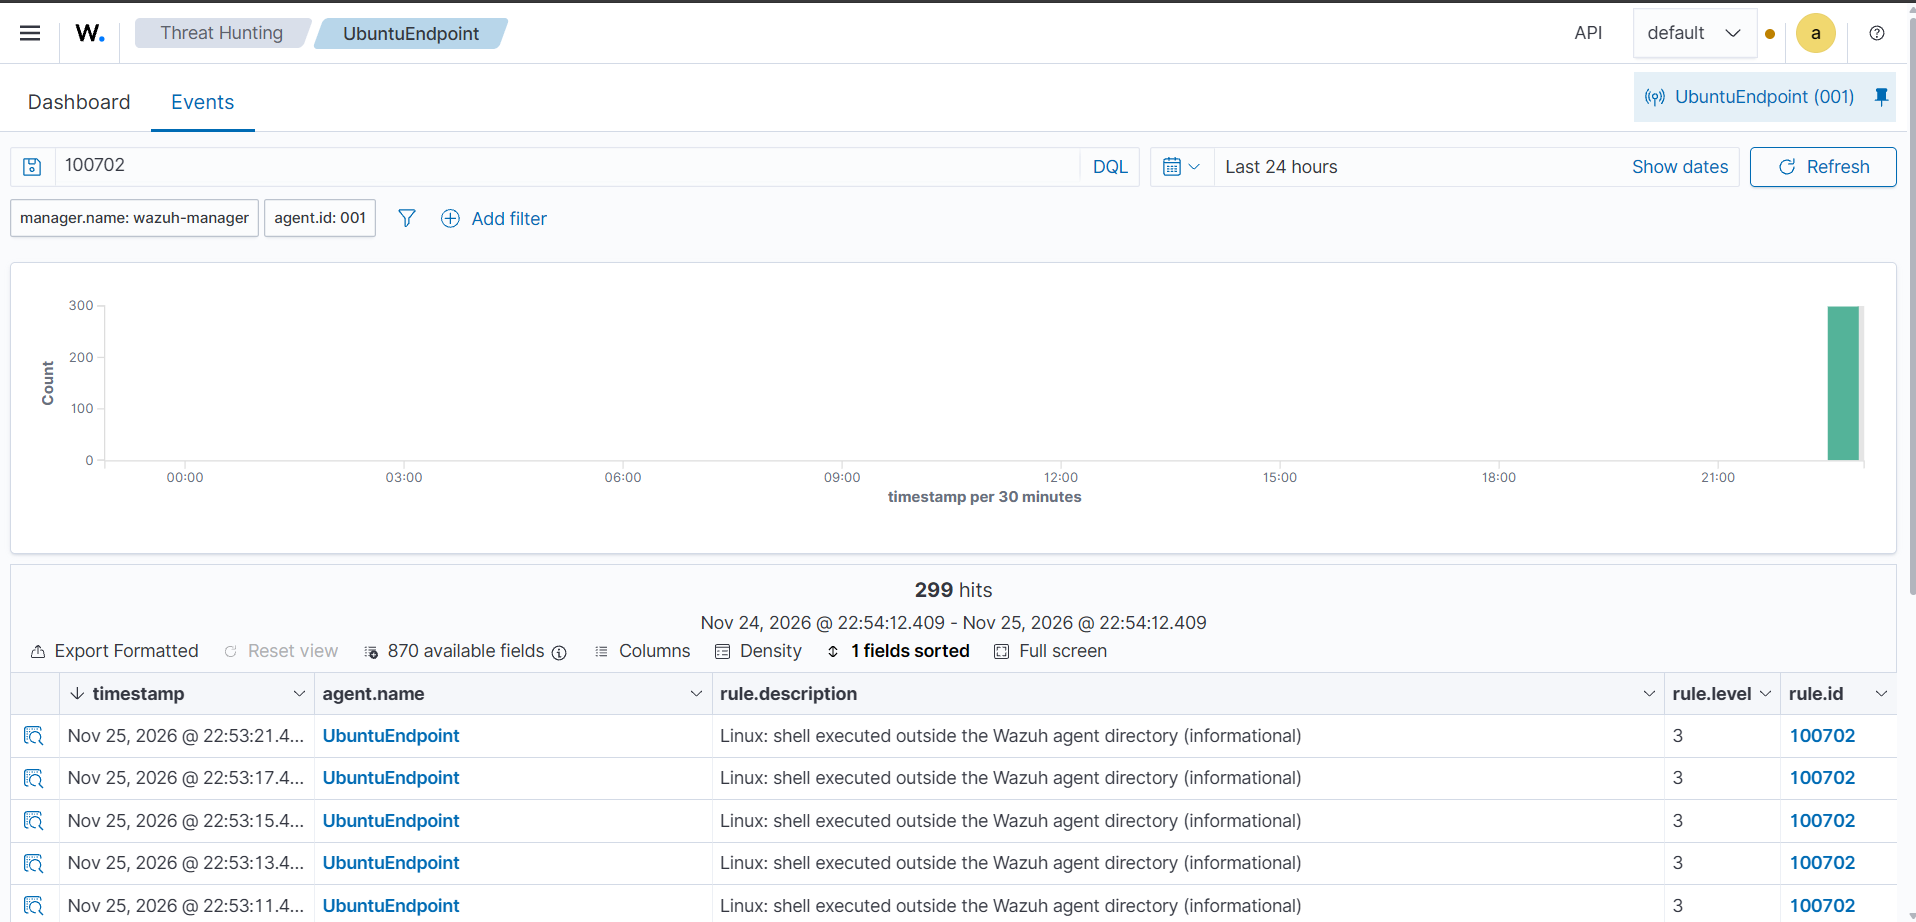 W. Threat Hunting UbuntuEndpoint API default a
Dashboard Events UbuntuEndpoint (001)
100702 DQL Last 24 hours Show dates Refresh
manager.name: wazuh-manager agent.id: 001 Add filter
300
200
100
0
Count
00:00 03:00 06:00 09:00 12:00 15:00 18:00 21:00
timestamp per 30 minutes
299 hits
Nov 24, 2026 @ 22:54:12.409 - Nov 25, 2026 @ 22:54:12.409
Export Formatted Reset view 870 available fields Columns Density 1 fields sorted Full screen
timestamp agent.name rule.description rule.level rule.id
Nov 25, 2026 @ 22:53:21.4... UbuntuEndpoint Linux: shell executed outside the Wazuh agent directory (informational) 3 100702
Nov 25, 2026 @ 22:53:17.4... UbuntuEndpoint Linux: shell executed outside the Wazuh agent directory (informational) 3 100702
Nov 25, 2026 @ 22:53:15.4... UbuntuEndpoint Linux: shell executed outside the Wazuh agent directory (informational) 3 100702
Nov 25, 2026 @ 22:53:13.4... UbuntuEndpoint Linux: shell executed outside the Wazuh agent directory (informational) 3 100702
Nov 25, 2026 @ 22:53:11.4... UbuntuEndpoint Linux: shell executed outside the Wazuh agent directory (informational) 3 100702